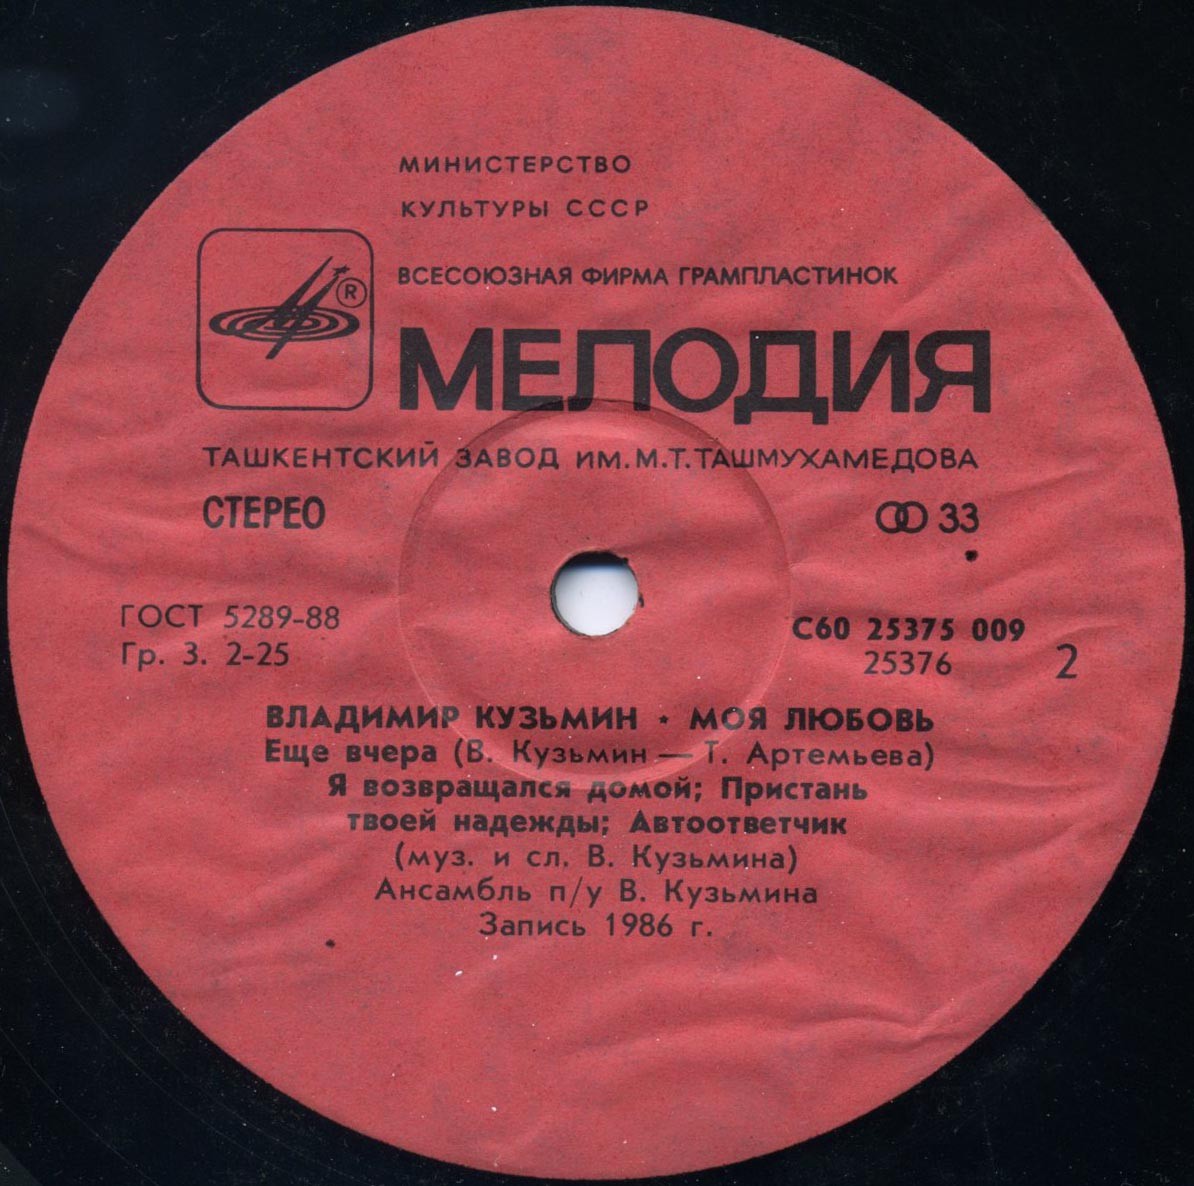 МИНИСТЕРСТВО
КУЛЬТУРЫ СССР
ВСЕСОЮЗНАЯ ФИРМА ГРАМПЛАСТИНОК
®
МЕЛОДИЯ
ТАШКЕНТСКИЙ ЗАВОД ИМ. М.Т. ТАШМУХАМЕДОВА
СТЕРЕО
33
ГОСТ 5289-88
Гр. 3. 2-25
С60 25375 009
25376
2
ВЛАДИМИР КУЗЬМИН ★ МОЯ ЛЮБОВЬ
Еще вчера (В. Кузьмин — Т. Артемьева)
Я возвращался домой; Пристань
твоей надежды; Автоответчик
(муз. и сл. В. Кузьмина)
Ансамбль п/у В. Кузьмина
Запись 1986 г.